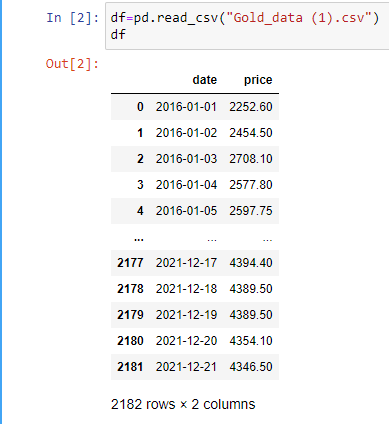 In [2]: df=pd.read_csv("Gold_data (1).csv")
df
Out[2]:
date price
0 2016-01-01 2252.60
1 2016-01-02 2454.50
2 2016-01-03 2708.10
3 2016-01-04 2577.80
4 2016-01-05 2597.75
... ... ...
2177 2021-12-17 4394.40
2178 2021-12-18 4389.50
2179 2021-12-19 4389.50
2180 2021-12-20 4354.10
2181 2021-12-21 4346.50
2182 rows × 2 columns